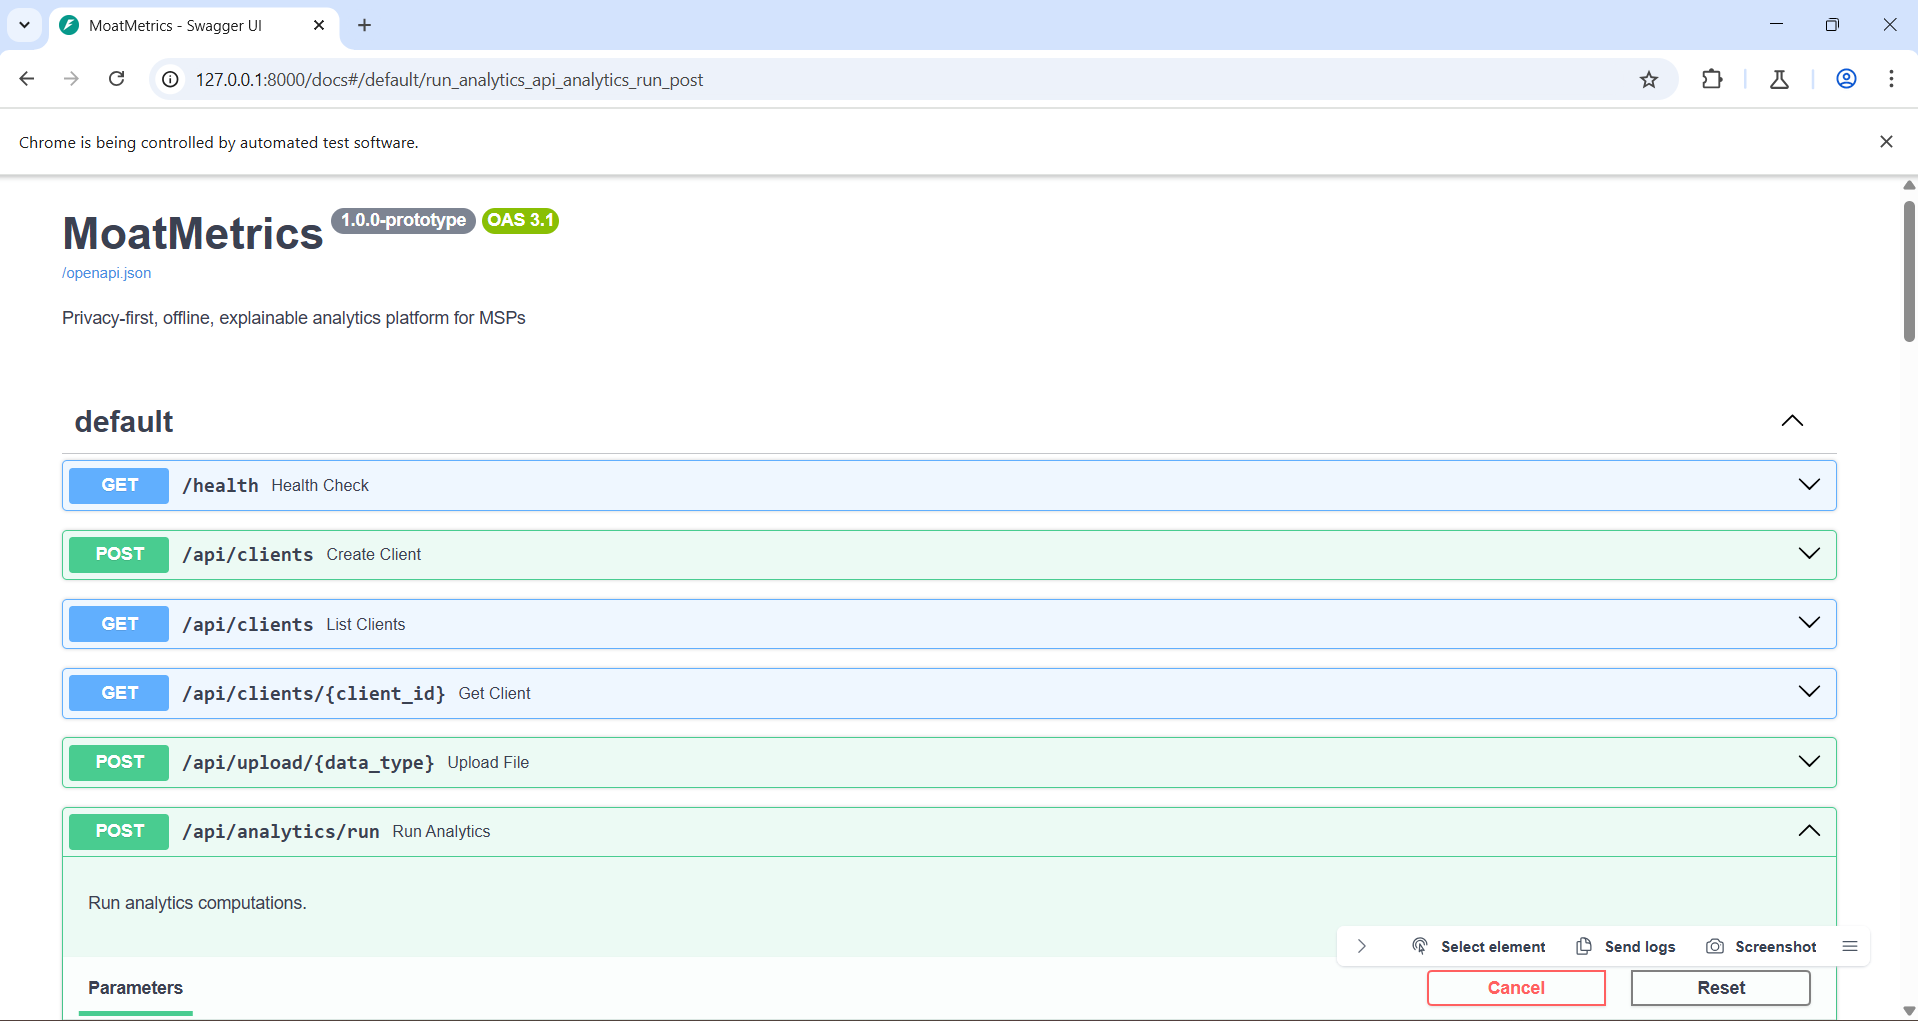 MoatMetrics - Swagger UI
127.0.0.1:8000/docs#/default/run_analytics_api_analytics_run_post
Chrome is being controlled by automated test software.
MoatMetrics 1.0.0-prototype OAS 3.1
/openapi.json
Privacy-first, offline, explainable analytics platform for MSPs
default
GET /health Health Check
POST /api/clients Create Client
GET /api/clients List Clients
GET /api/clients/{client_id} Get Client
POST /api/upload/{data_type} Upload File
POST /api/analytics/run Run Analytics
Run analytics computations.
Select element Send logs Screenshot
Parameters Cancel Reset